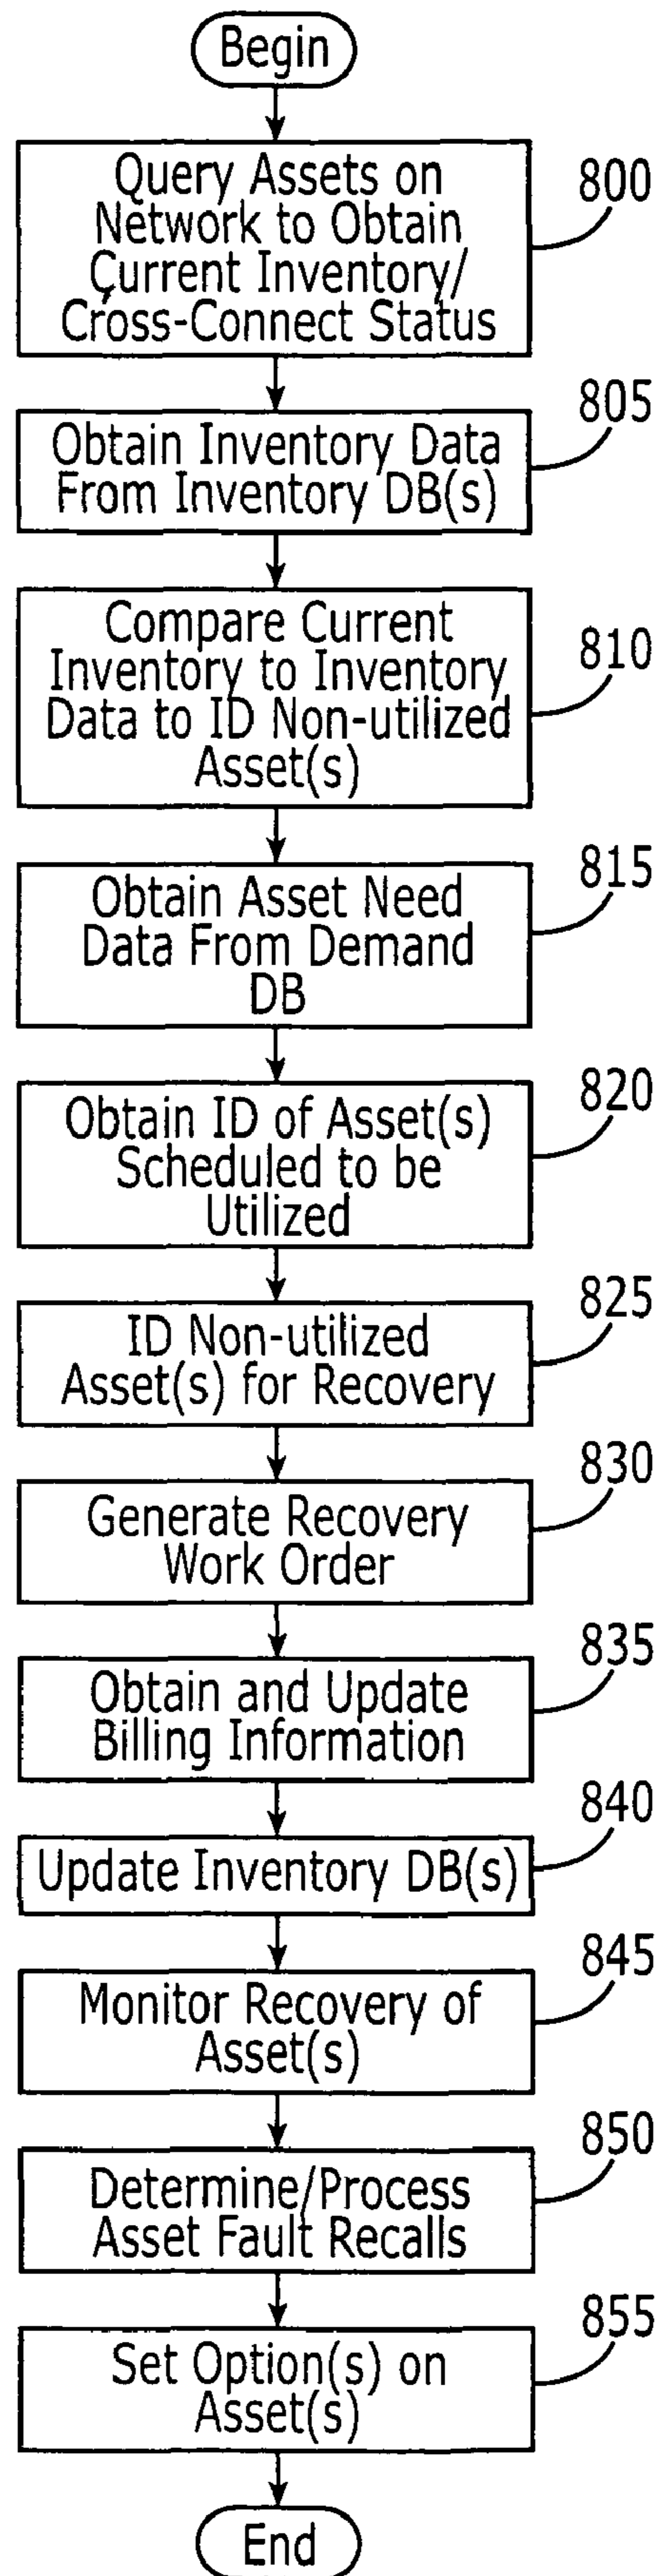 Begin
Query Assets on
Network to Obtain
Current Inventory/
Cross-Connect Status
800
Obtain Inventory Data
From Inventory DB(s)
805
Compare Current
Inventory to Inventory
Data to ID Non-utilized
Asset(s)
810
Obtain Asset Need
Data From Demand
DB
815
Obtain ID of Asset(s)
Scheduled to be
Utilized
820
ID Non-utilized
Asset(s) for Recovery
825
Generate Recovery
Work Order
830
Obtain and Update
Billing Information
835
Update Inventory DB(s)
840
Monitor Recovery of
Asset(s)
845
Determine/Process
Asset Fault Recalls
850
Set Option(s) on
Asset(s)
855
End